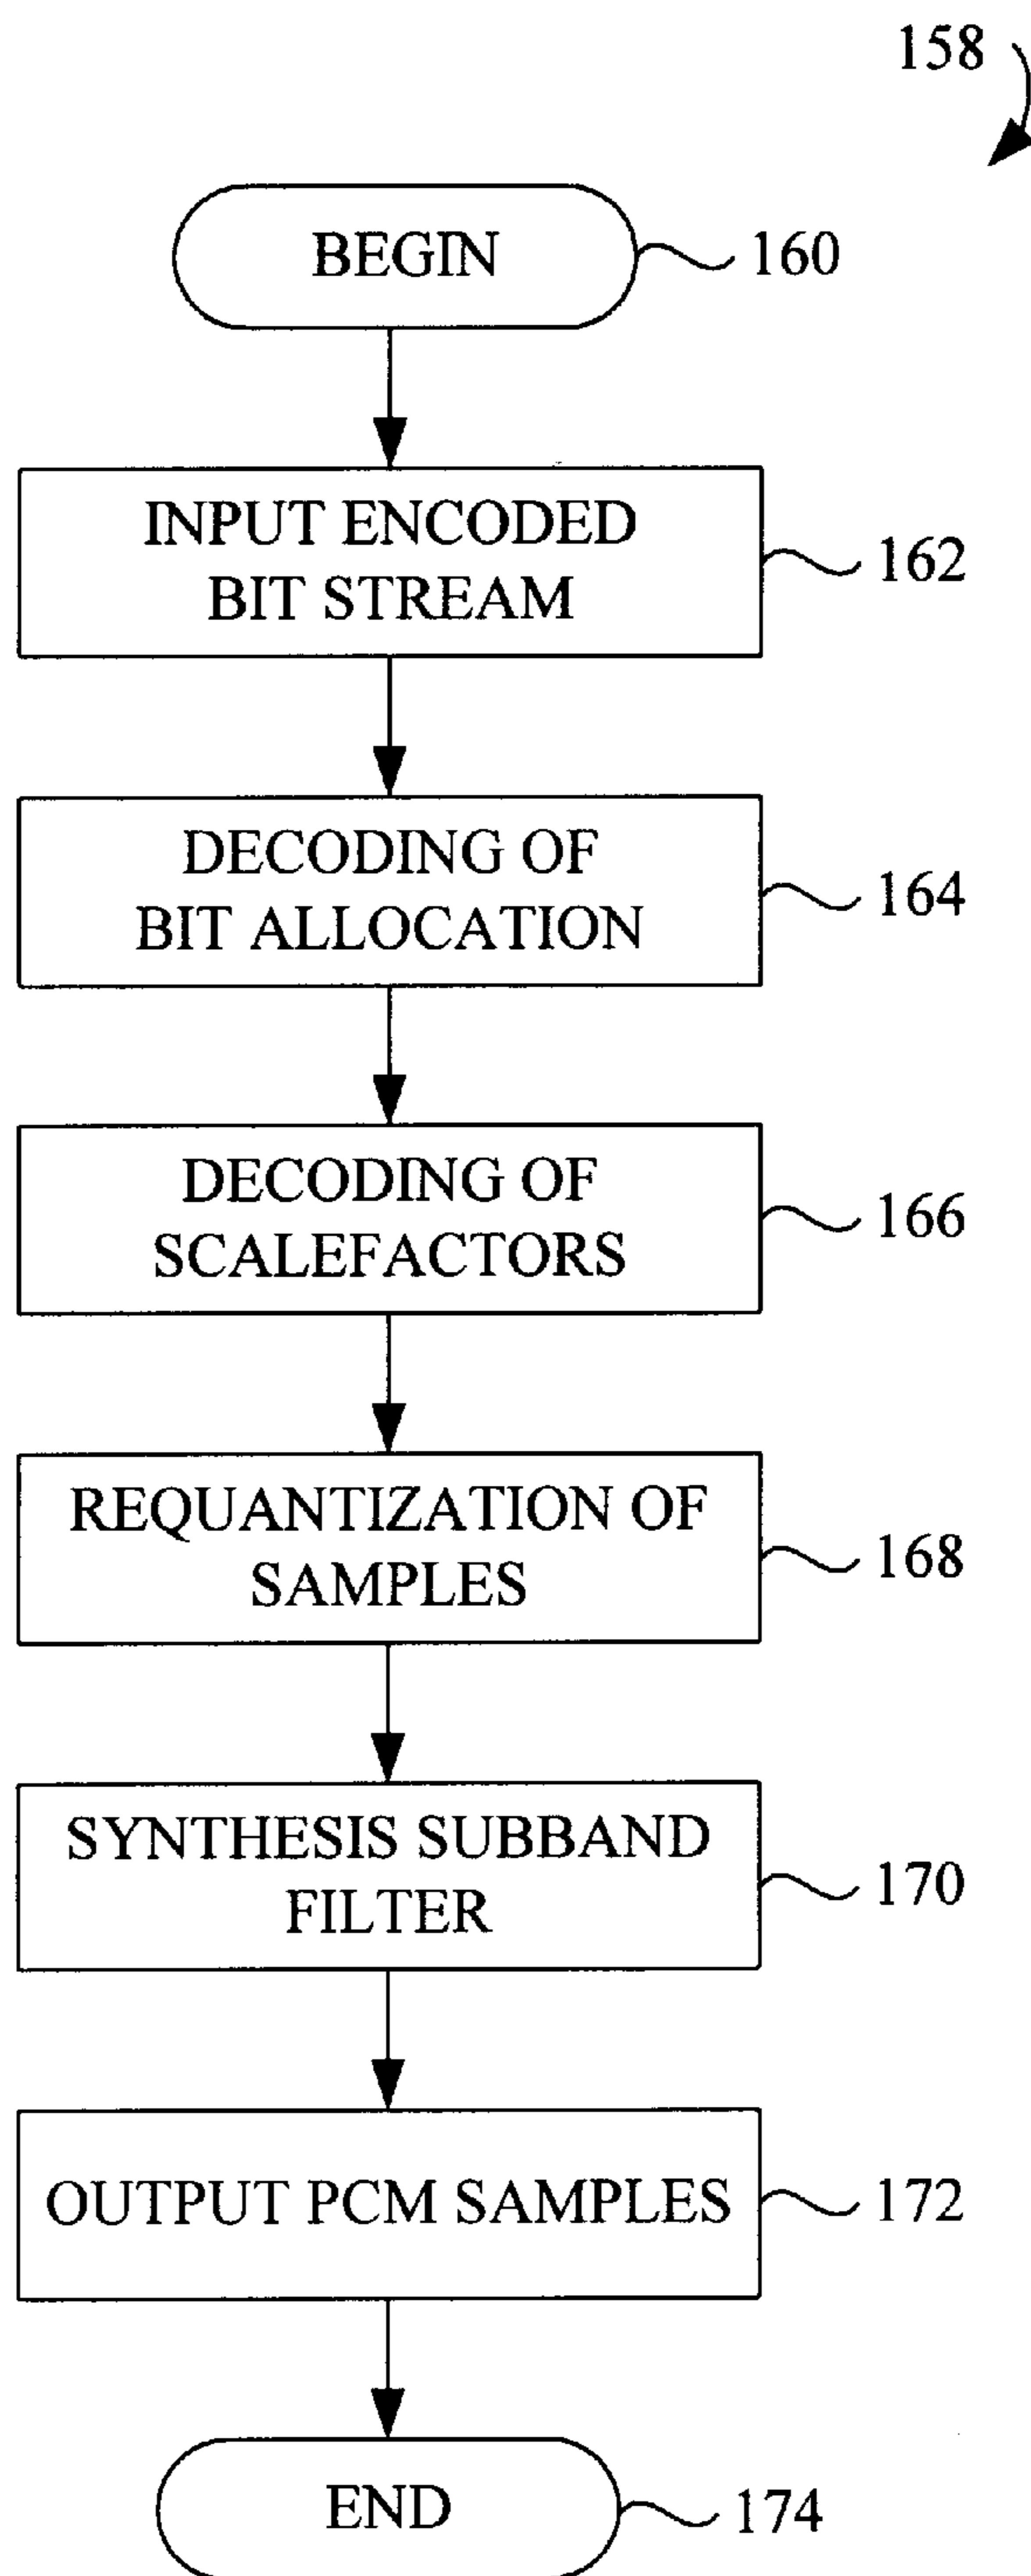 158
BEGIN
160
INPUT ENCODED
BIT STREAM
162
DECODING OF
BIT ALLOCATION
164
DECODING OF
SCALEFACTORS
166
REQUANTIZATION OF
SAMPLES
168
SYNTHESIS SUBBAND
FILTER
170
OUTPUT PCM SAMPLES
172
END
174